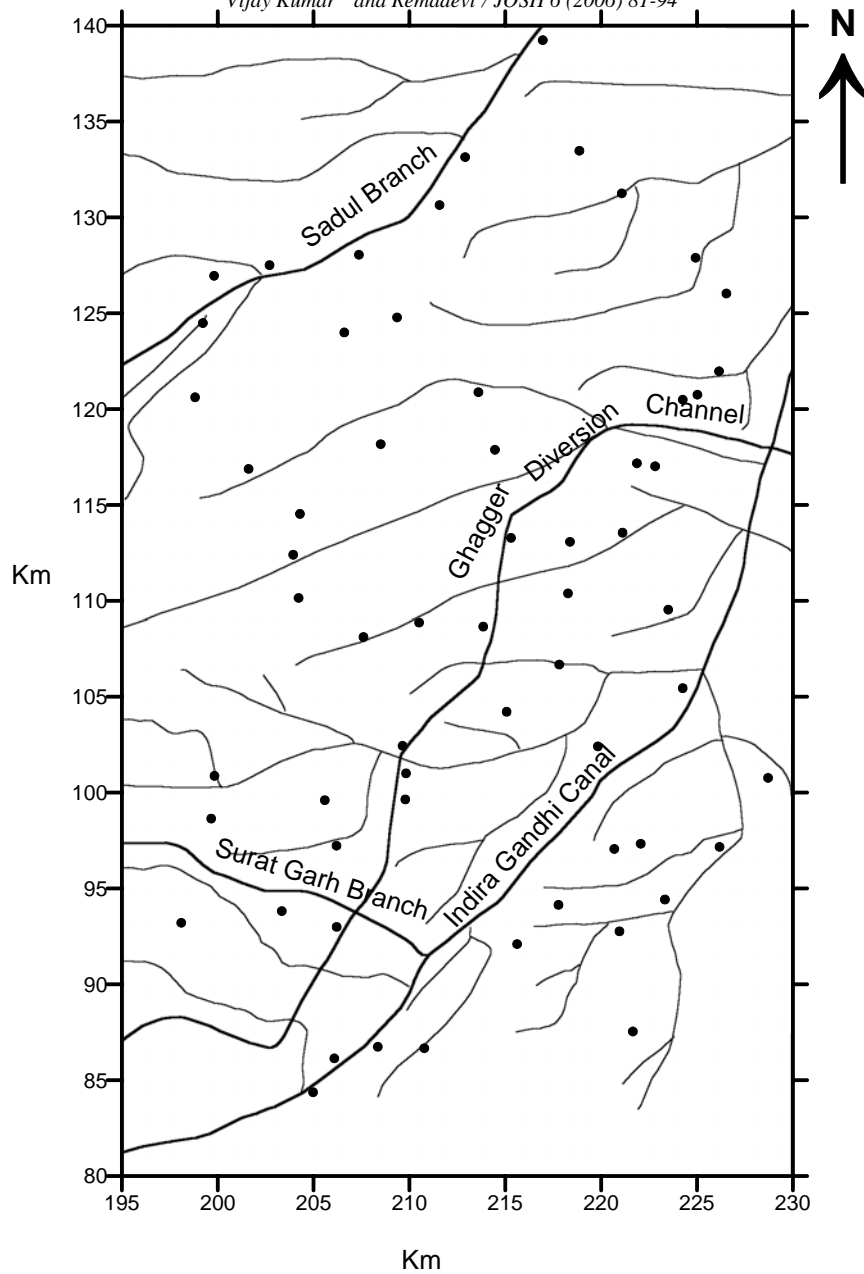 Vijay Kumar and Remadevi / JOSH 6 (2006) 81-94
N
140
135
130
125
120
115
110
105
100
95
90
85
80
Km
Sadul Branch
Ghagger Diversion Channel
Indira Gandhi Canal
Surat Garh Branch
195 200 205 210 215 220 225 230
Km